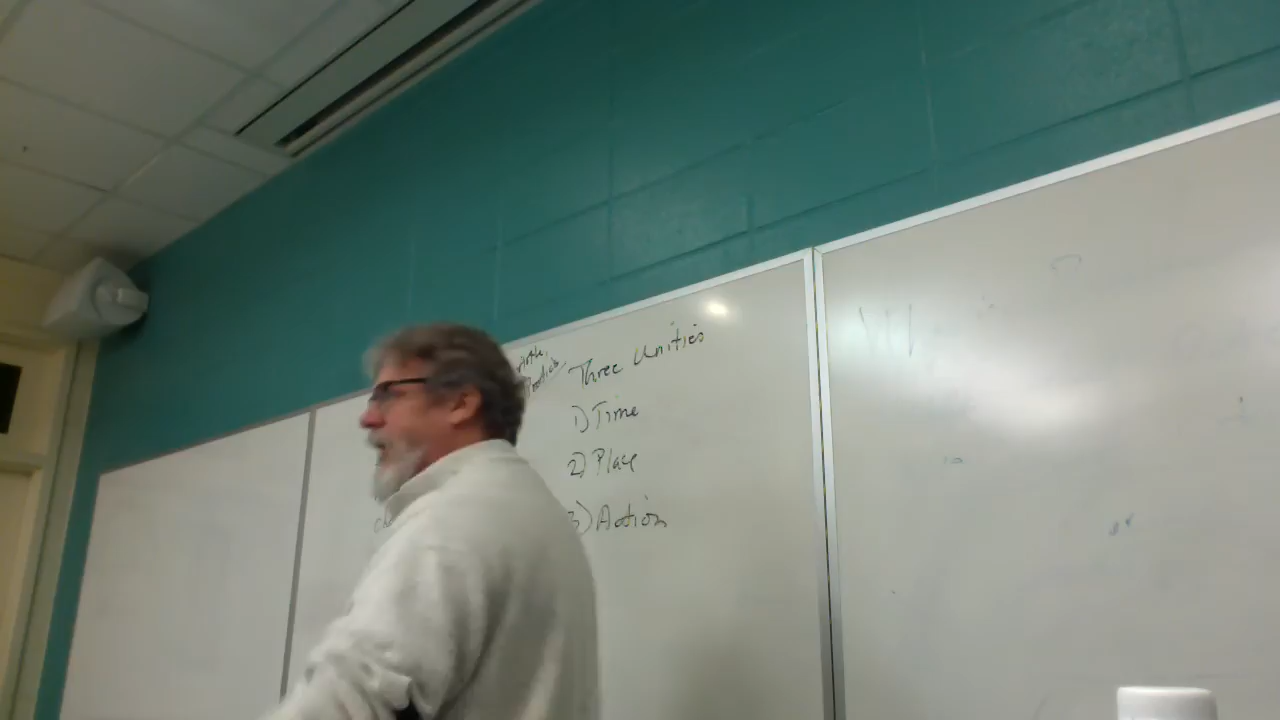 Three Unities
1) Time
2) Place
3) Action